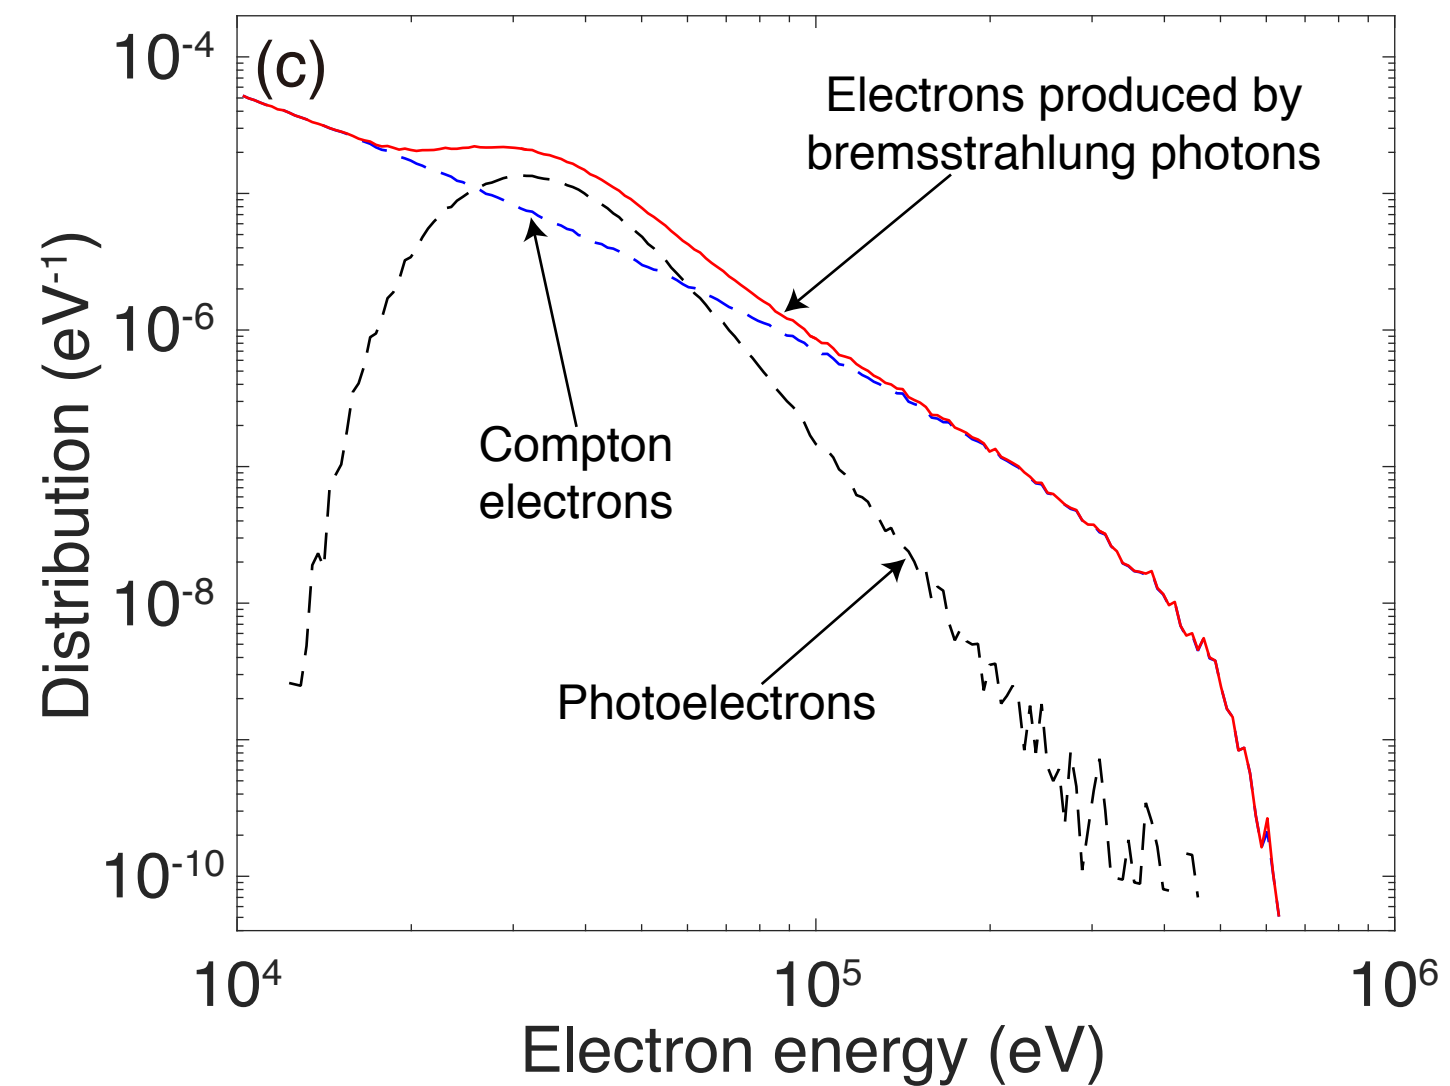 (c)
10-4
10-6
10-8
10-10
Distribution (eV-1)
Electrons produced by
bremsstrahlung photons
Compton
electrons
Photoelectrons
104
105
106
Electron energy (eV)